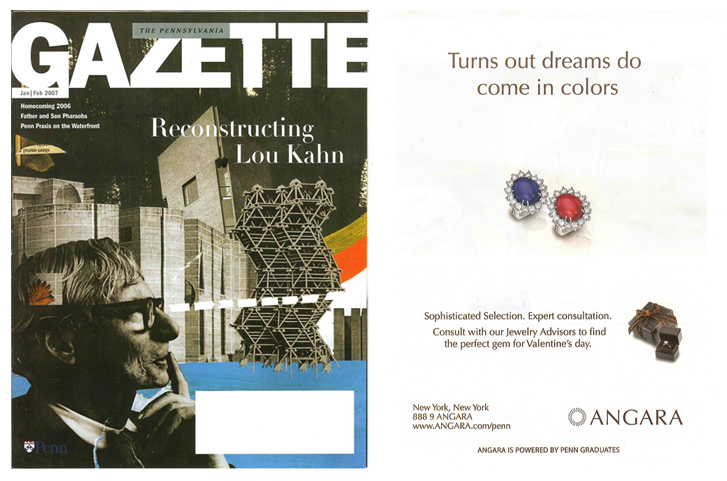 THE PENNSYLVANIA
GAZETTE
Jan|Feb 2007
Homecoming 2006
Father and Son Pharaohs
Penn Praxis on the Waterfront
Reconstructing
Lou Kahn
Penn
Turns out dreams do
come in colors
Sophisticated Selection. Expert consultation.
Consult with our Jewelry Advisors to find
the perfect gem for Valentine's day.
New York, New York
888 9 ANGARA
www.ANGARA.com/penn
ANGARA
ANGARA IS POWERED BY PENN GRADUATES